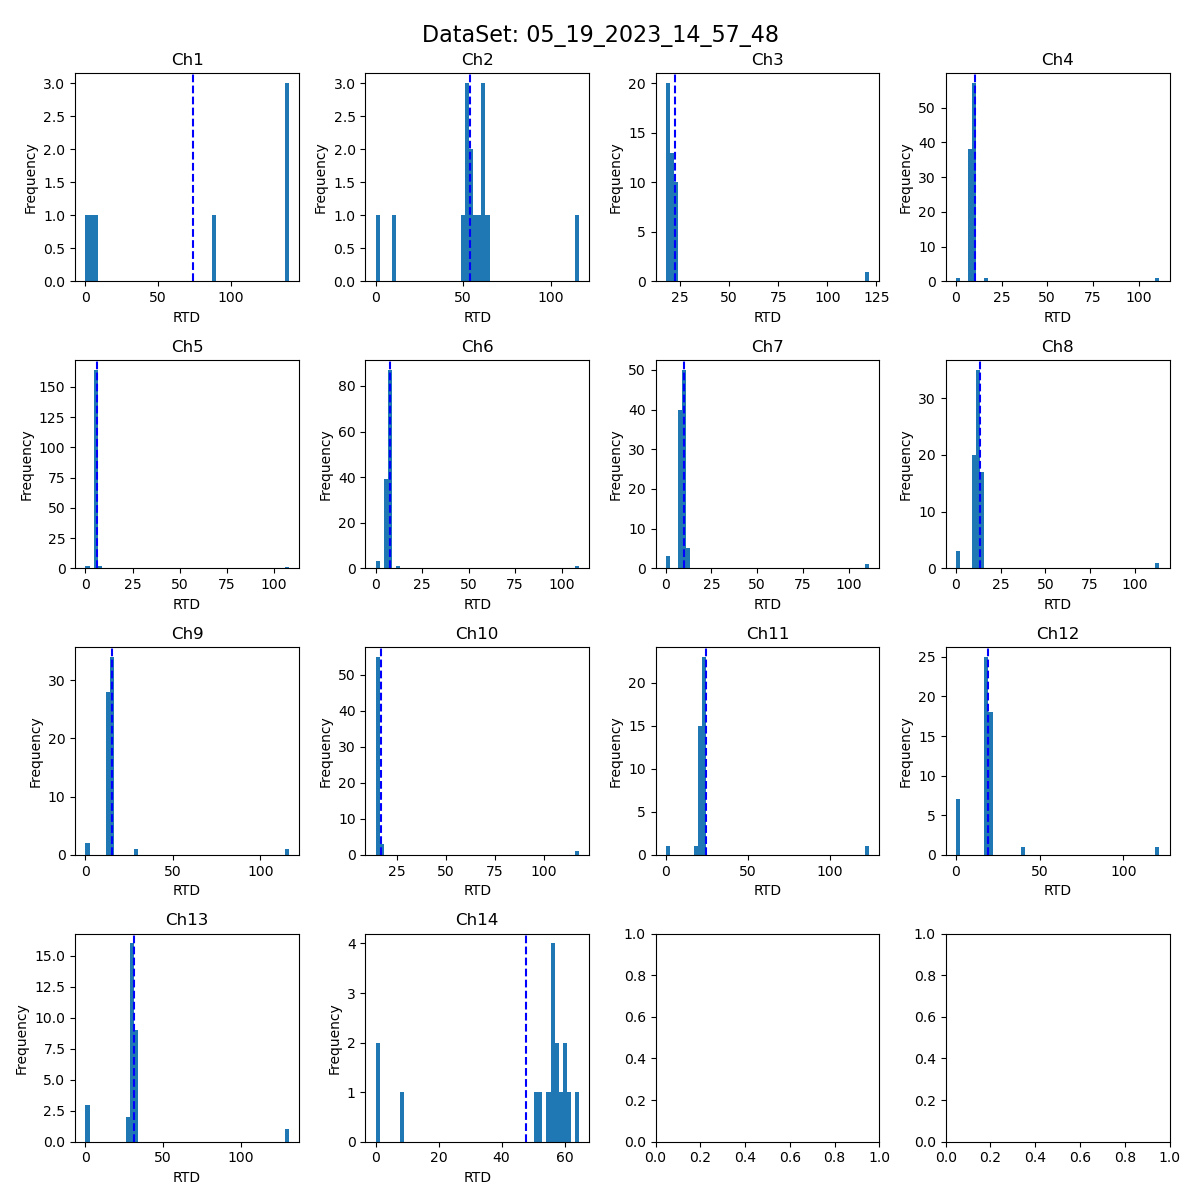 DataSet: 05_19_2023_14_57_48
Ch1 Ch2 Ch3 Ch4
3.0 2.5 2.0 1.5 1.0 0.5 0.0 Frequency
3.0 2.5 2.0 1.5 1.0 0.5 0.0 Frequency
20 15 10 5 0 Frequency
50 40 30 20 10 0 Frequency
0 50 100
0 50 100
25 50 75 100 125
0 25 50 75 100
RTD RTD RTD RTD
Ch5 Ch6 Ch7 Ch8
150 125 100 75 50 25 0 Frequency
80 60 40 20 0 Frequency
50 40 30 20 10 0 Frequency
30 20 10 0 Frequency
0 25 50 75 100
0 25 50 75 100
0 25 50 75 100
0 25 50 75 100
RTD RTD RTD RTD
Ch9 Ch10 Ch11 Ch12
30 20 10 0 Frequency
50 40 30 20 10 0 Frequency
20 15 10 5 0 Frequency
25 20 15 10 5 0 Frequency
0 50 100
25 50 75 100
0 50 100
0 50 100
RTD RTD RTD RTD
Ch13 Ch14
15.0 12.5 10.0 7.5 5.0 2.5 0.0 Frequency
4 3 2 1 0 Frequency
1.0 0.8 0.6 0.4 0.2 0.0
1.0 0.8 0.6 0.4 0.2 0.0
0 50 100
0 20 40 60
0.0 0.2 0.4 0.6 0.8 1.0
0.0 0.2 0.4 0.6 0.8 1.0
RTD RTD